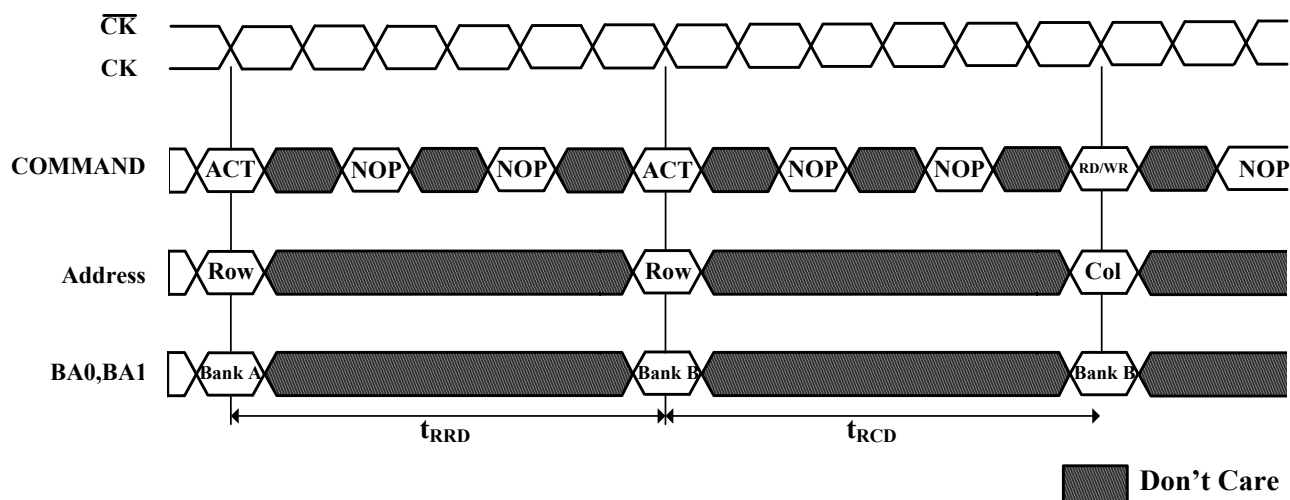 C̅K̅
CK
COMMAND ACT NOP NOP ACT NOP NOP RD/WR NOP
Address Row Row Col
BA0,BA1 Bank A Bank B Bank B
tRRD tRCD
Don't Care